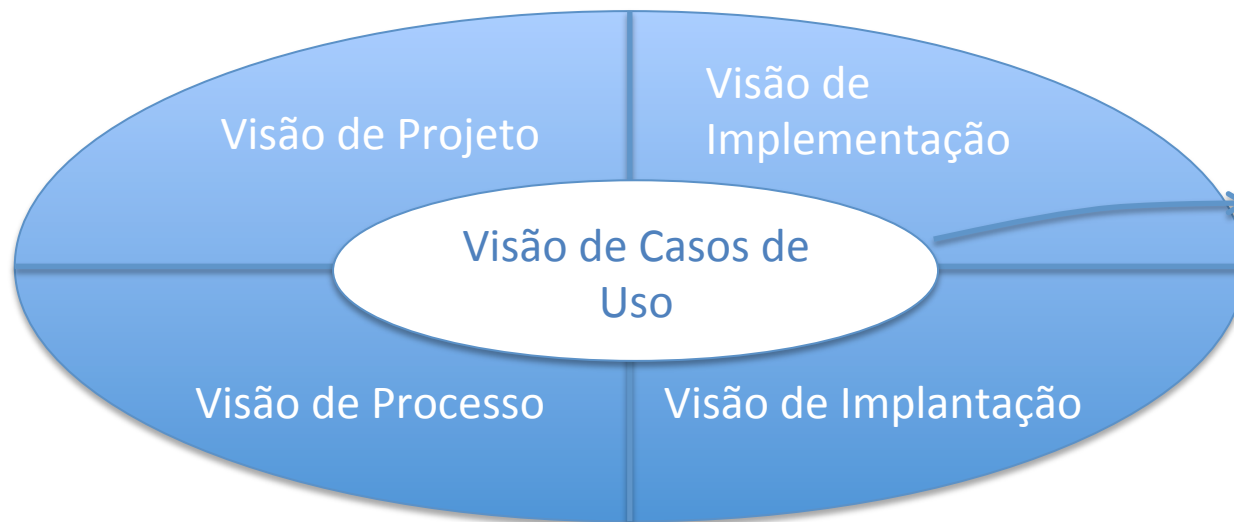 Visão de Projeto
Visão de
Implementação
Visão de Casos de
Uso
Visão de Processo
Visão de Implantação